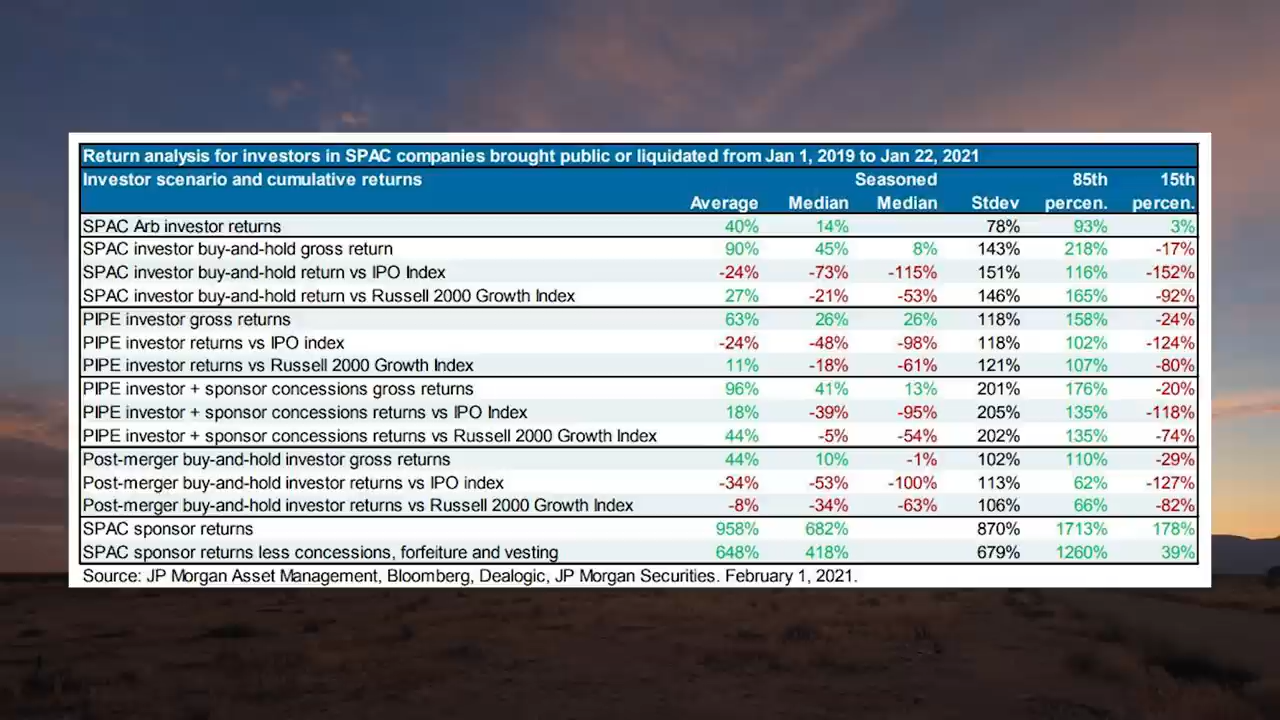 Return analysis for investors in SPAC companies brought public or liquidated from Jan 1, 2019 to Jan 22, 2021
Investor scenario and cumulative returns Seasoned 85th 15th
Average Median Median Stdev percen. percen.
SPAC Arb investor returns 40% 14% 78% 93% 3%
SPAC investor buy-and-hold gross return 90% 45% 8% 143% 218% -17%
SPAC investor buy-and-hold return vs IPO Index -24% -73% -115% 151% 116% -152%
SPAC investor buy-and-hold return vs Russell 2000 Growth Index 27% -21% -53% 146% 165% -92%
PIPE investor gross returns 63% 26% 26% 118% 158% -24%
PIPE investor returns vs IPO index -24% -48% -98% 118% 102% -124%
PIPE investor returns vs Russell 2000 Growth Index 11% -18% -61% 121% 107% -80%
PIPE investor + sponsor concessions gross returns 96% 41% 13% 201% 176% -20%
PIPE investor + sponsor concessions returns vs IPO Index 18% -39% -95% 205% 135% -118%
PIPE investor + sponsor concessions returns vs Russell 2000 Growth Index 44% -5% -54% 202% 135% -74%
Post-merger buy-and-hold investor gross returns 44% 10% -1% 102% 110% -29%
Post-merger buy-and-hold investor returns vs IPO index -34% -53% -100% 113% 62% -127%
Post-merger buy-and-hold investor returns vs Russell 2000 Growth Index -8% -34% -63% 106% 66% -82%
SPAC sponsor returns 958% 682% 870% 1713% 178%
SPAC sponsor returns less concessions, forfeiture and vesting 648% 418% 679% 1260% 39%
Source: JP Morgan Asset Management, Bloomberg, Dealogic, JP Morgan Securities. February 1, 2021.